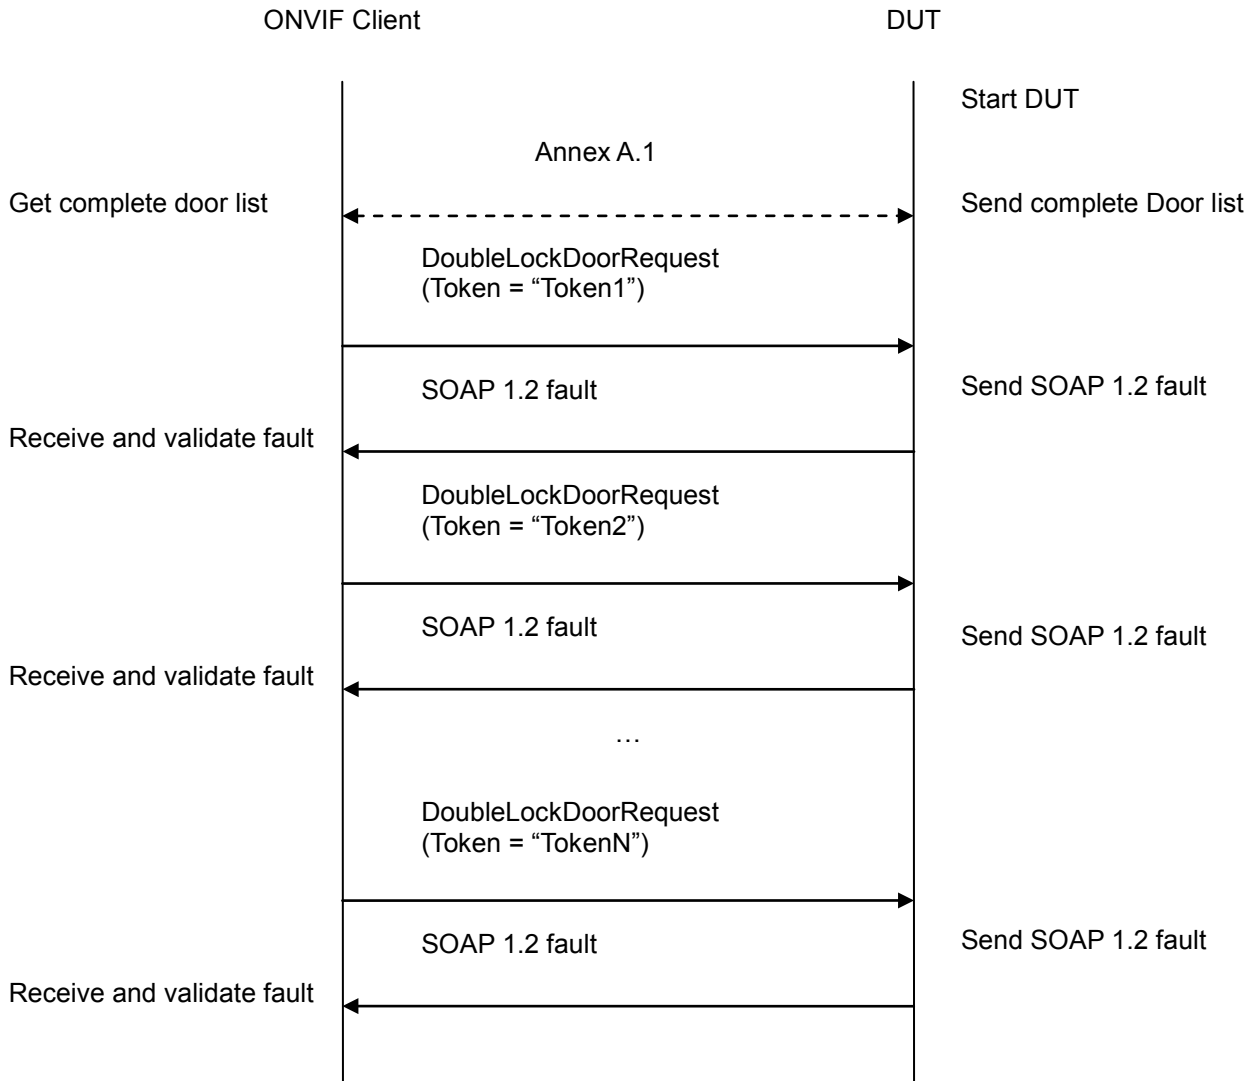 ONVIF Client
DUT
Start DUT
Annex A.1
Get complete door list
Send complete Door list
DoubleLockDoorRequest
(Token = “Token1”)
SOAP 1.2 fault
Send SOAP 1.2 fault
Receive and validate fault
DoubleLockDoorRequest
(Token = “Token2”)
SOAP 1.2 fault
Send SOAP 1.2 fault
Receive and validate fault
…
DoubleLockDoorRequest
(Token = “TokenN”)
SOAP 1.2 fault
Send SOAP 1.2 fault
Receive and validate fault